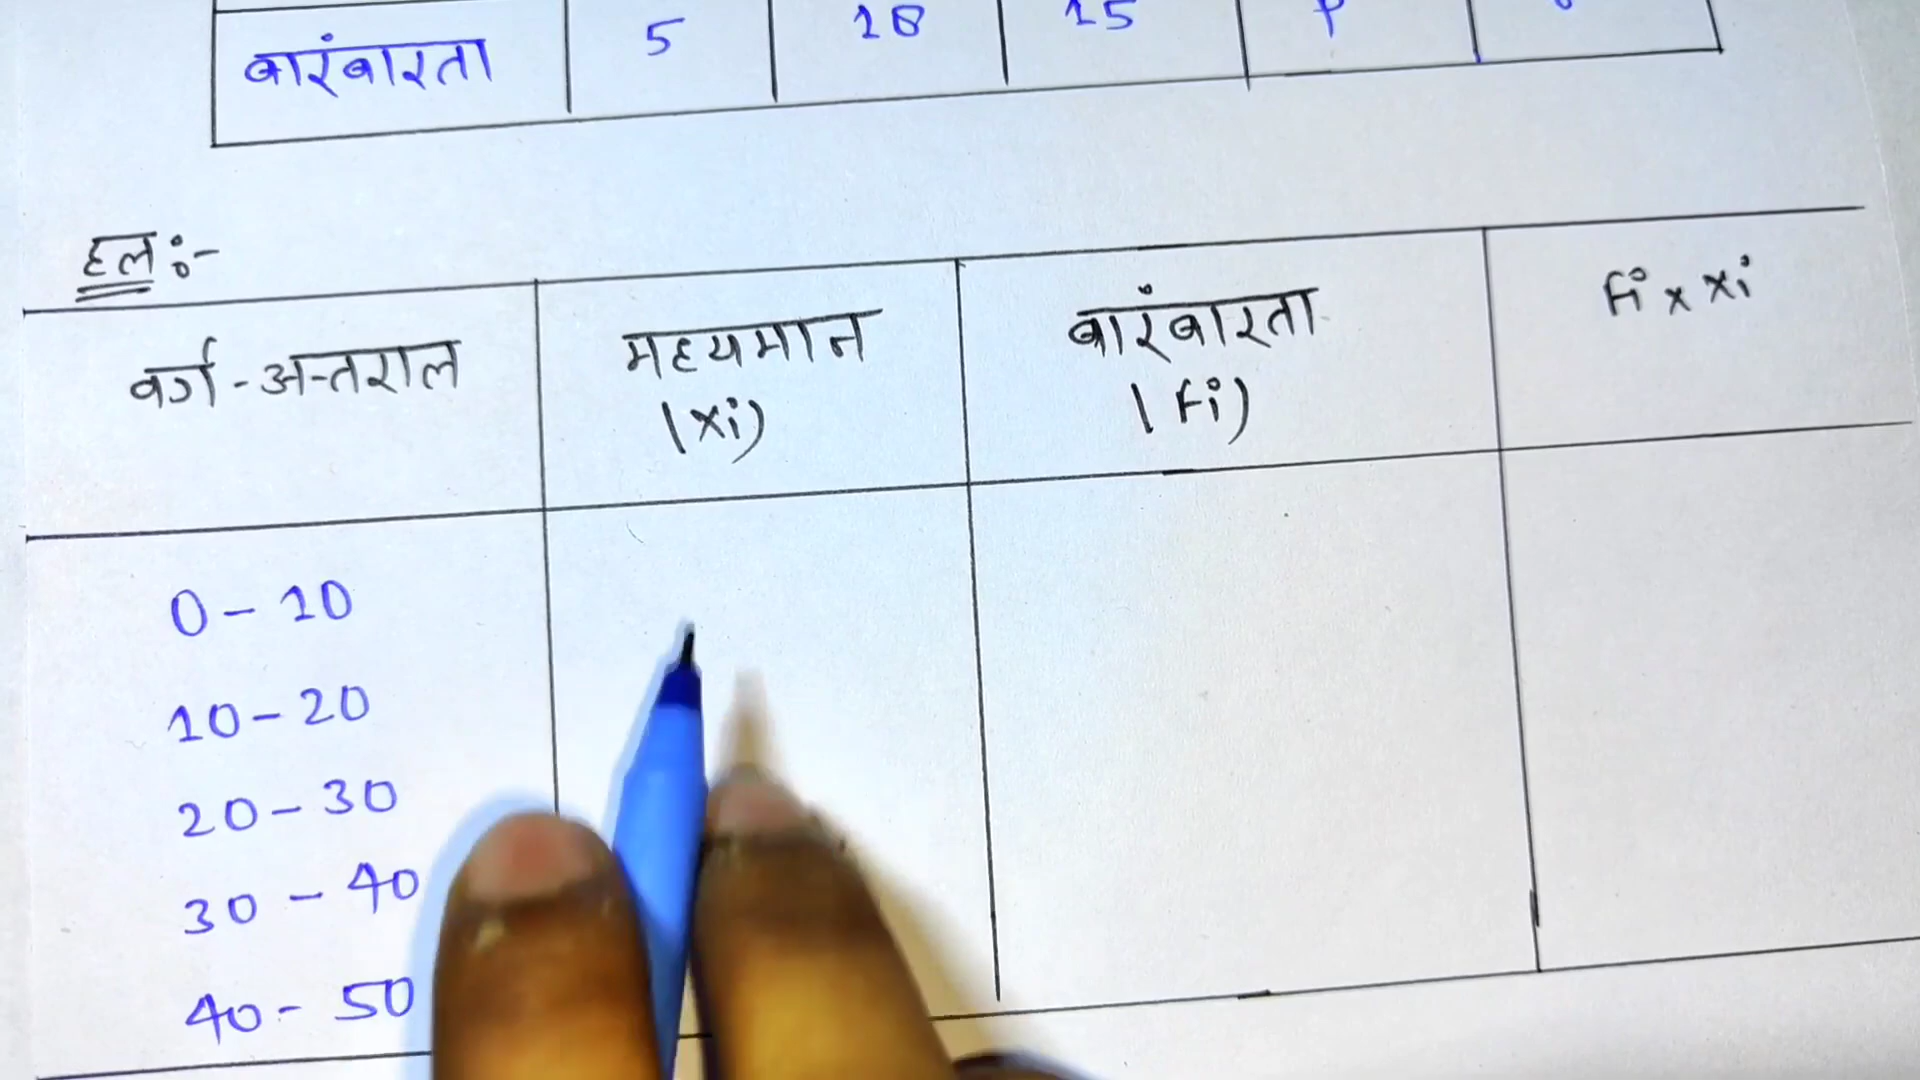 बारंबारता 5 18 15 P
हलः-
वर्ग-अन्तराल मध्यमान बारंबारता fi x xi
(xi) (fi)
0-10
10-20
20-30
30-40
40-50